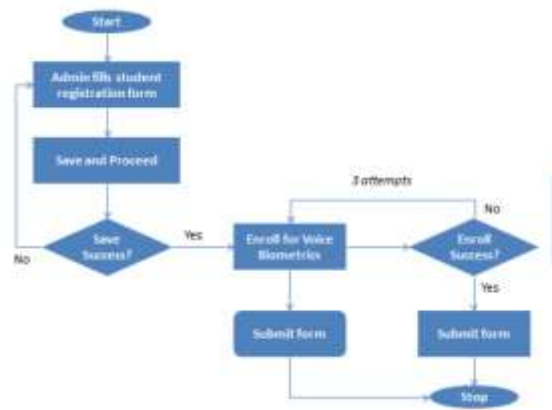 Start
Admin fills student
registration form
Save and Proceed
3 attempts
Save
Success?
Yes
No
Enroll for Voice
Biometrics
Enroll
Success?
No
Yes
Submit form
Submit form
Stop